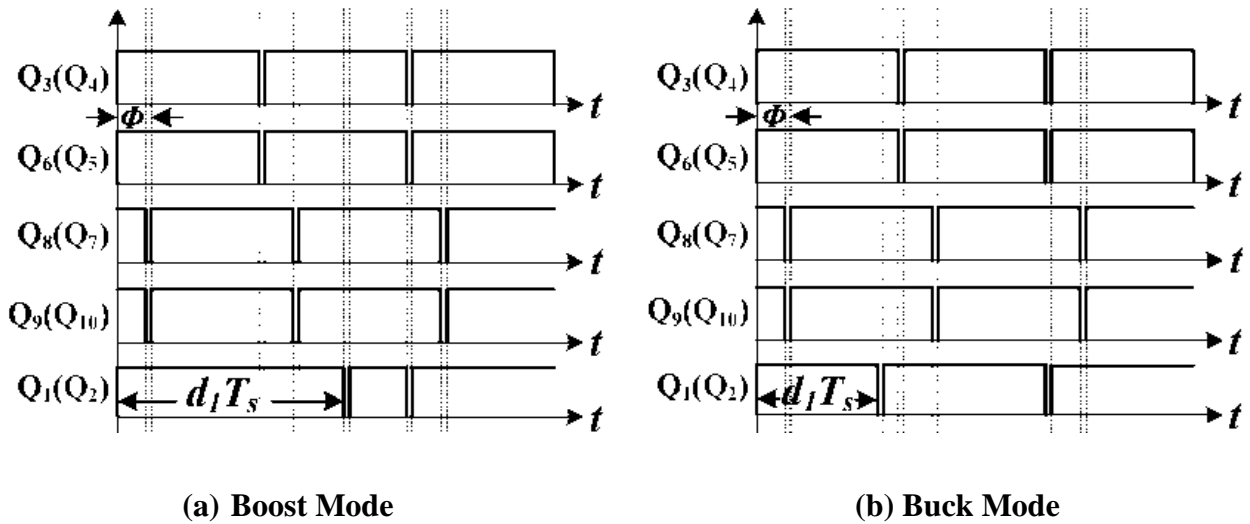 Q₃(Q₄)
t
Φ
Q₆(Q₅)
t
Q₈(Q₇)
t
Q₉(Q₁₀)
t
Q₁(Q₂)
d₁Tₛ
t
(a) Boost Mode
Q₃(Q₄)
t
Φ
Q₆(Q₅)
t
Q₈(Q₇)
t
Q₉(Q₁₀)
t
Q₁(Q₂)
d₁Tₛ
t
(b) Buck Mode